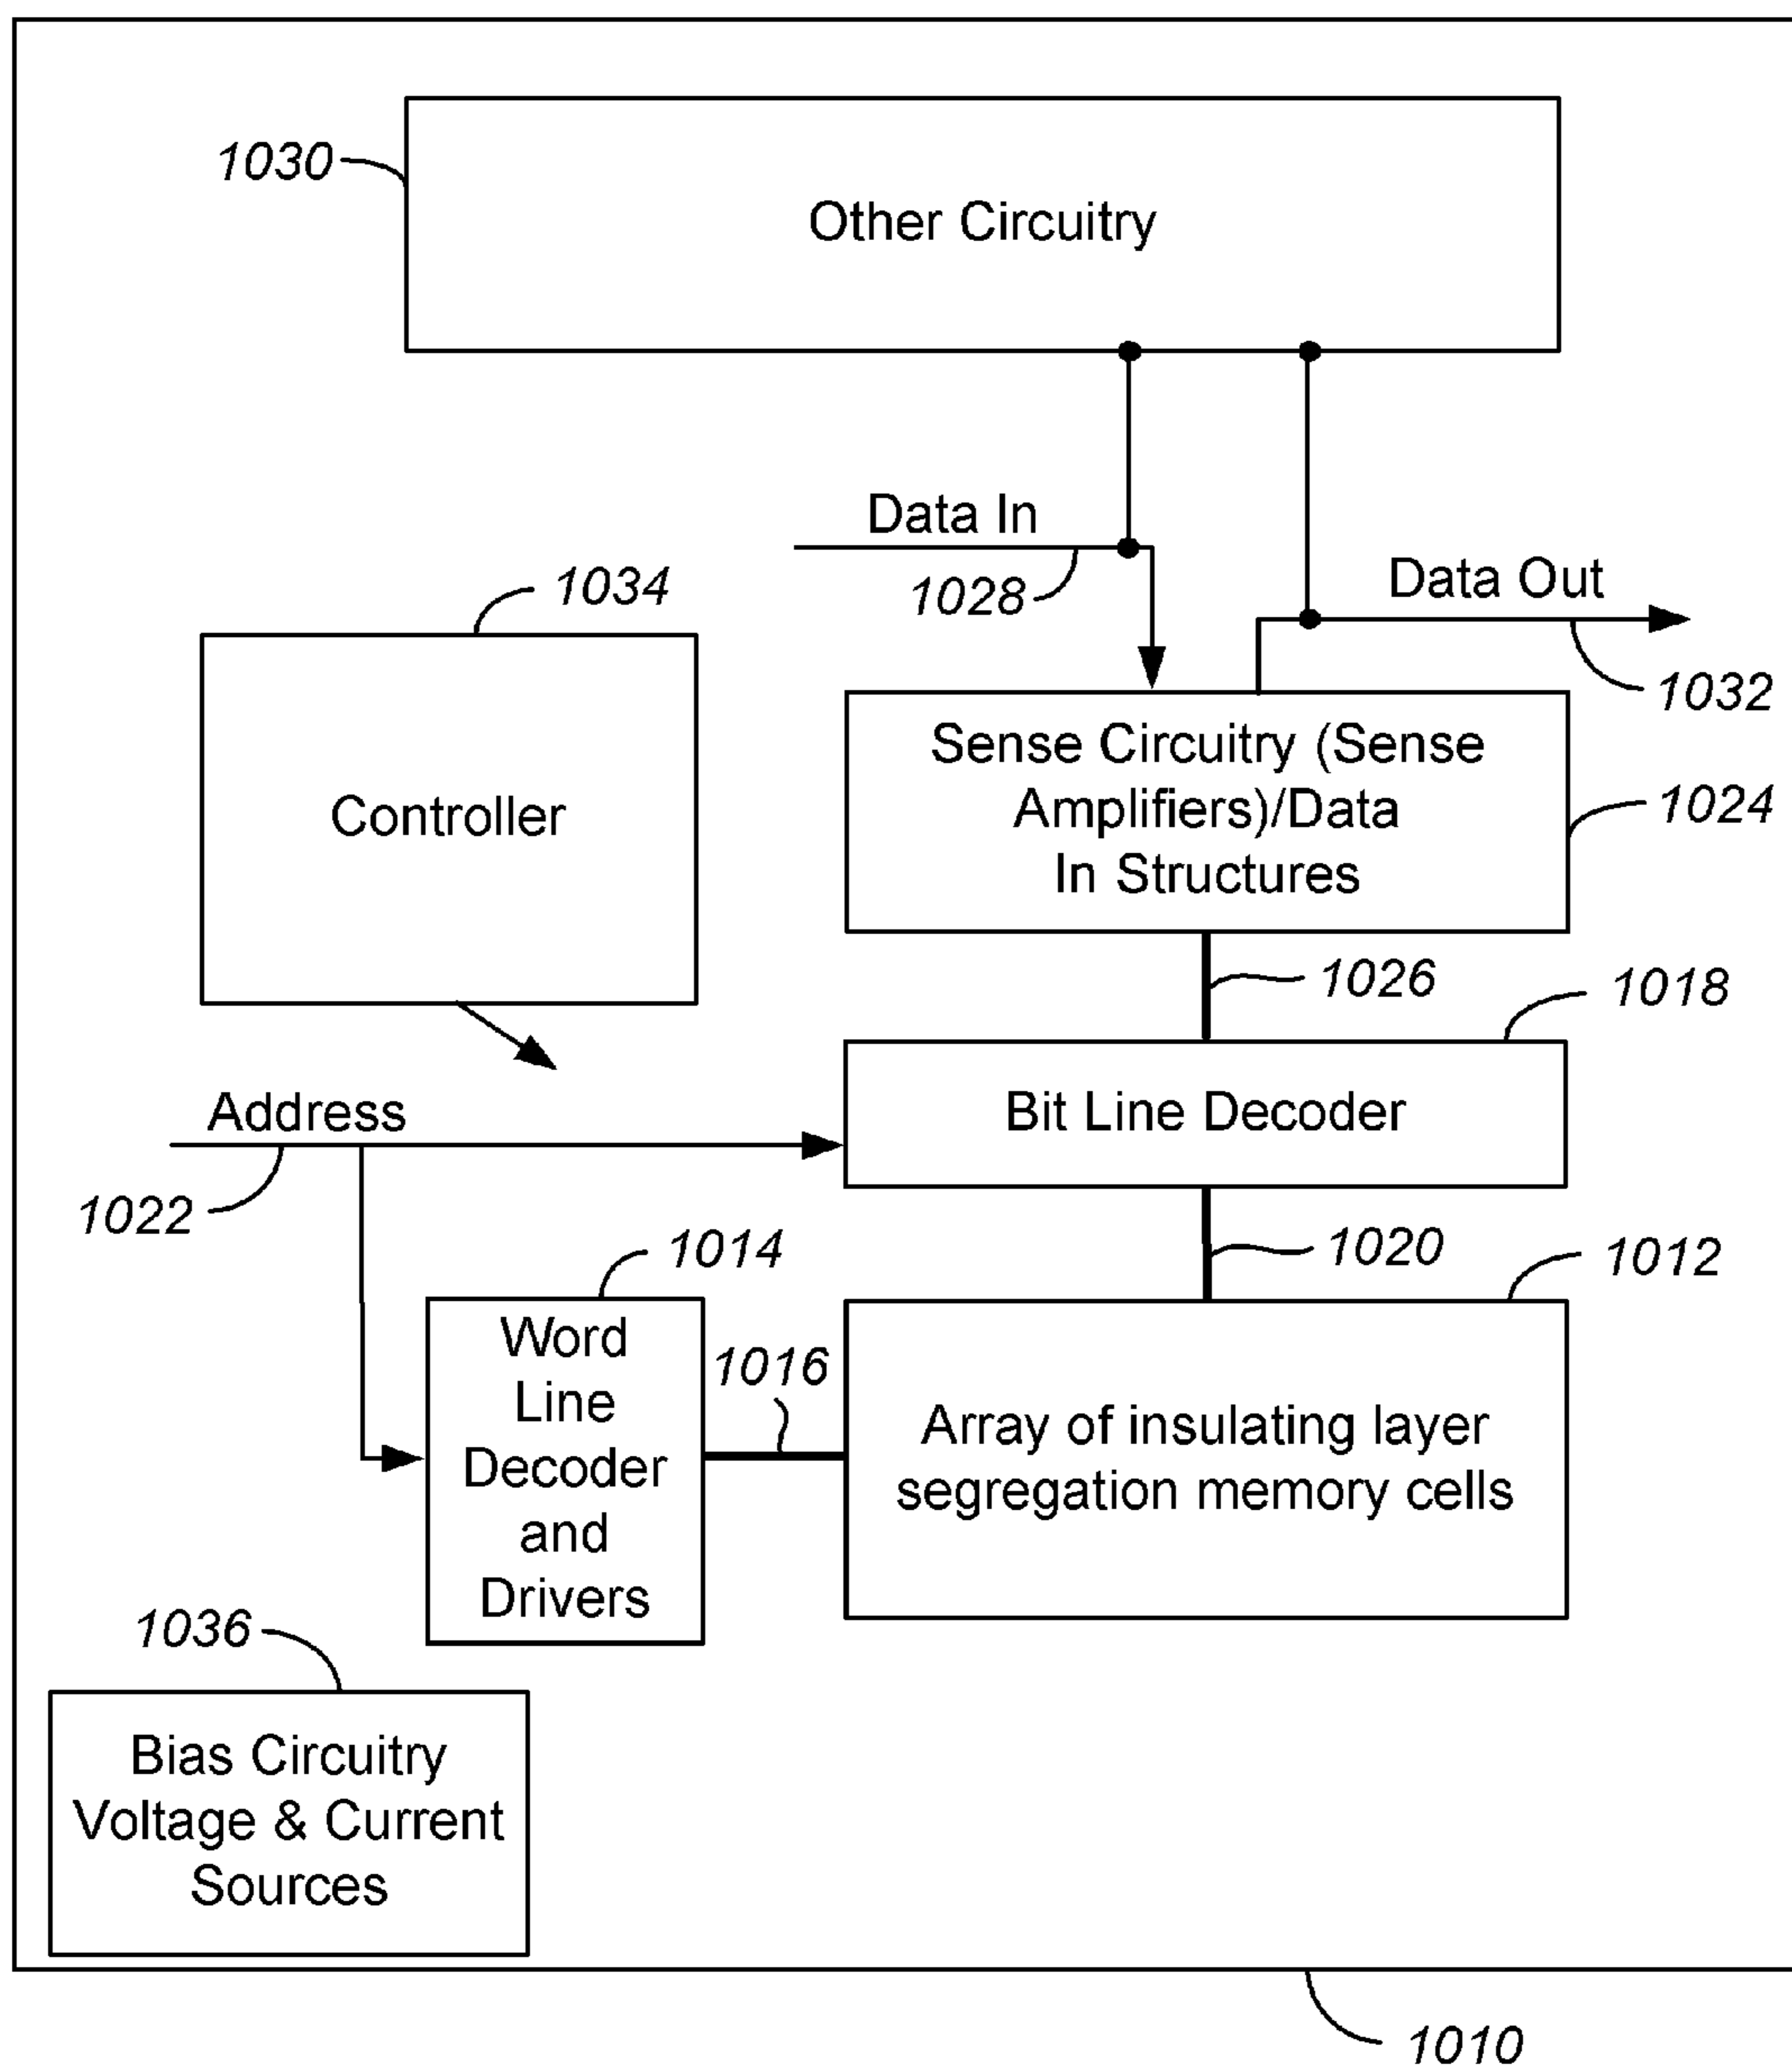 1030
Other Circuitry
Data In
1028
1034
Data Out
1032
Controller
Sense Circuitry (Sense
Amplifiers)/Data
In Structures
1024
1026
1018
Address
Bit Line Decoder
1022
1014
1020
1012
Word
Line
Decoder
and
Drivers
1016
Array of insulating layer
segregation memory cells
1036
Bias Circuitry
Voltage & Current
Sources
1010